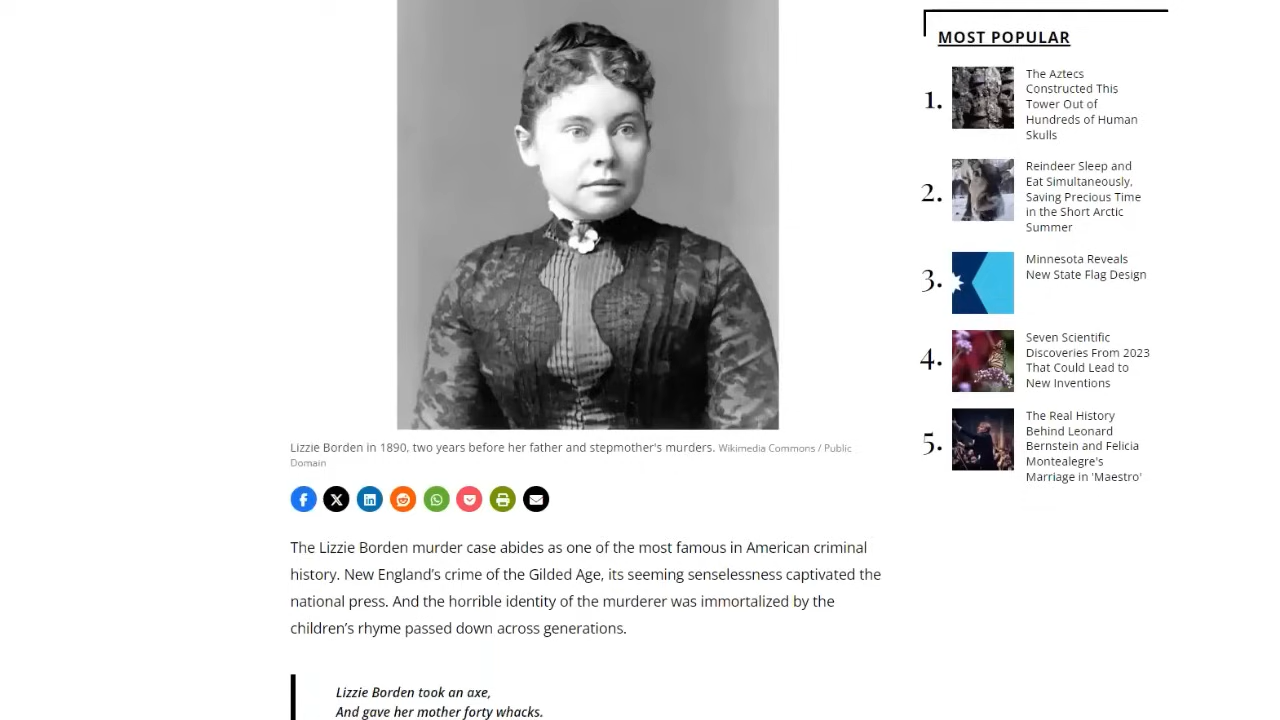 MOST POPULAR
1.
The Aztecs
Constructed This
Tower Out of
Hundreds of Human
Skulls
2.
Reindeer Sleep and
Eat Simultaneously,
Saving Precious Time
in the Short Arctic
Summer
3.
Minnesota Reveals
New State Flag Design
4.
Seven Scientific
Discoveries From 2023
That Could Lead to
New Inventions
5.
The Real History
Behind Leonard
Bernstein and Felicia
Montealegre's
Marriage in 'Maestro'
Lizzie Borden in 1890, two years before her father and stepmother's murders. Wikimedia Commons / Public
Domain
The Lizzie Borden murder case abides as one of the most famous in American criminal
history. New England’s crime of the Gilded Age, its seeming senselessness captivated the
national press. And the horrible identity of the murderer was immortalized by the
children’s rhyme passed down across generations.
Lizzie Borden took an axe,
And gave her mother forty whacks.